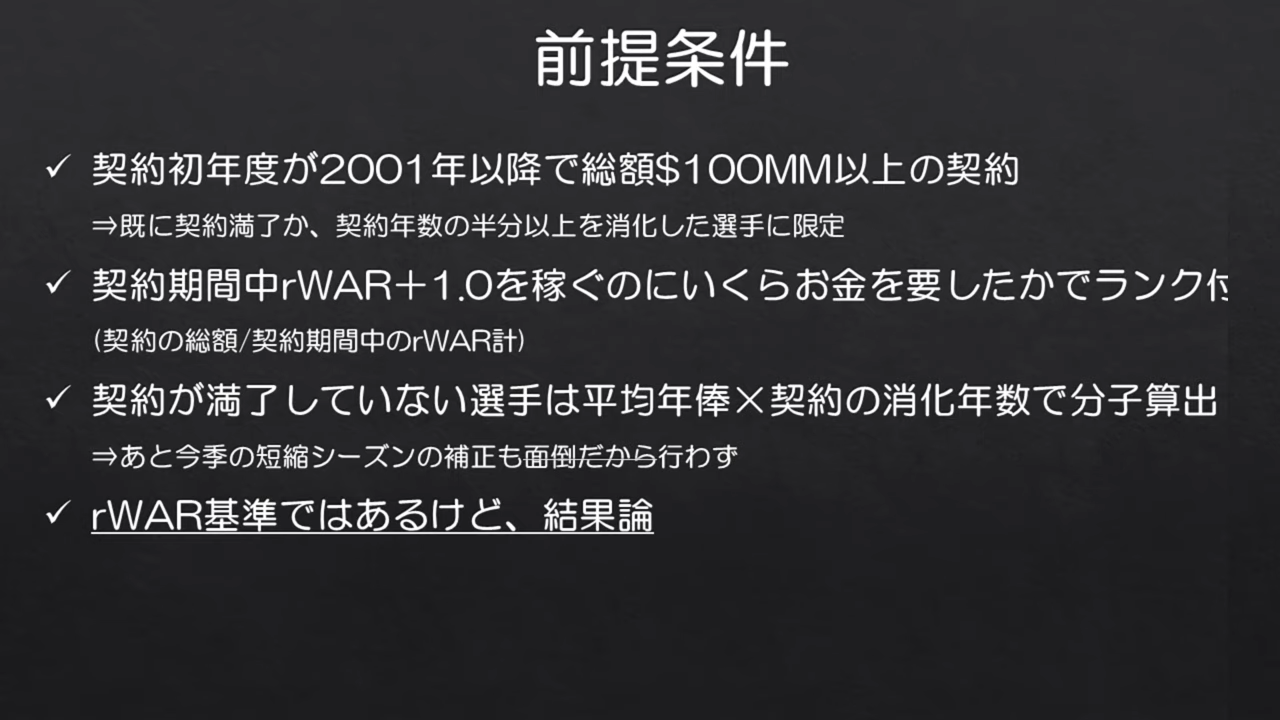 前提条件
✓ 契約初年度が2001年以降で総額$100MM以上の契約
⇒既に契約満了か、契約年数の半分以上を消化した選手に限定
✓ 契約期間中rWAR＋1.0を稼ぐのにいくらお金を要したかでランク付
(契約の総額/契約期間中のrWAR計)
✓ 契約が満了していない選手は平均年俸×契約の消化年数で分子算出
⇒あと今季の短縮シーズンの補正も面倒だから行わず
✓ rWAR基準ではあるけど、結果論